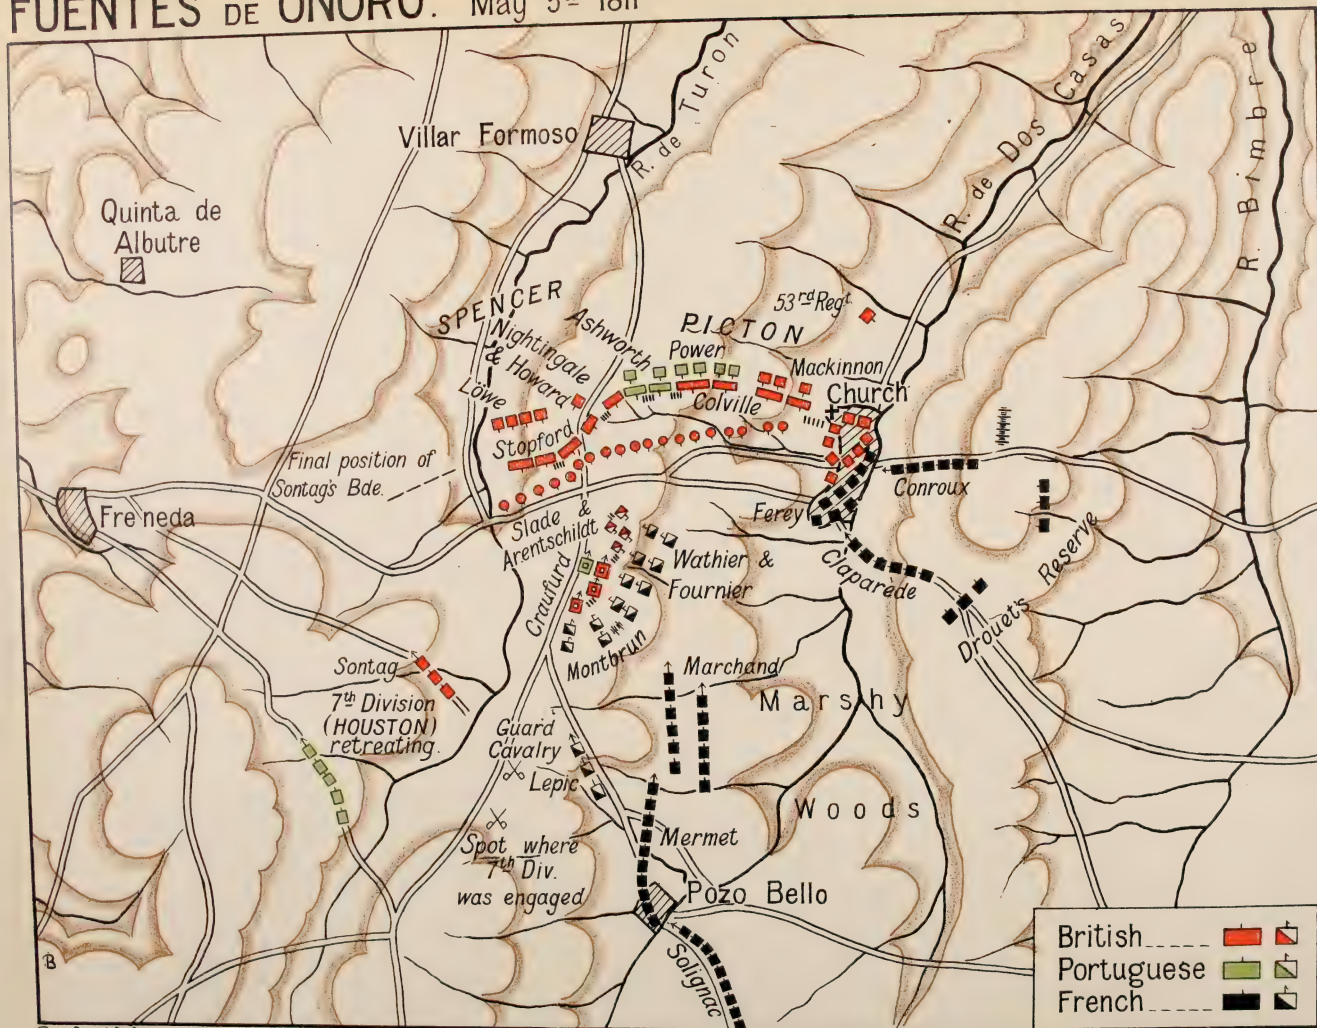 FUENTES DE OÑORO. May 5th 1811
Villar Formoso
R. de Turon
R. de Dos Casas
R. Bimbre
Quinta de
Albutre
SPENCER
Nightingale
& Howard
Ashworth
PICTON
Power
53rd Regt.
Mackinnon
Church
Löwe
Stopford
Colville
Final position of
Sontag's Bde.
Freneda
Slade &
Arentschildt
Ferey
Conroux
Reserve
Claparède
Drouet's
Craufurd
Wathier &
Fournier
Montbrun
Sontag
7th Division
(HOUSTON)
retreating.
Marchand
Marshy
Woods
Guard
Cavalry
Lepic
Spot where
7th Div.
was engaged
Mermet
Pozo Bello
Solignac
British
Portuguese
French
B